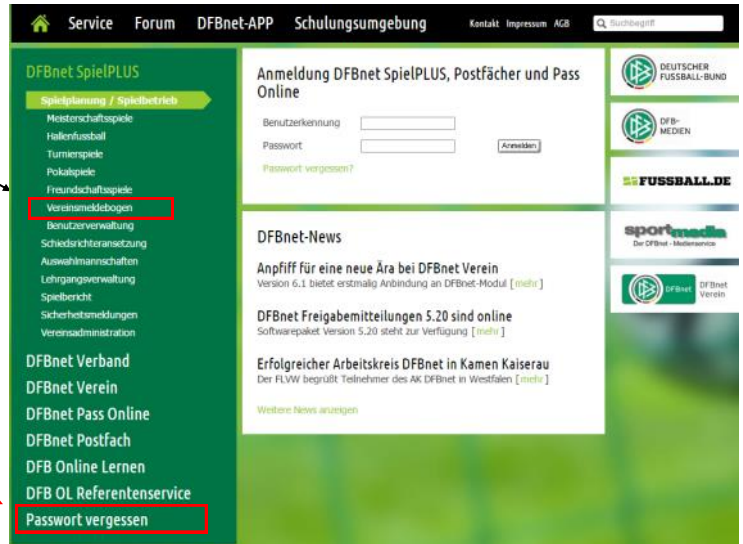 Service Forum DFBnet-APP Schulungsumgebung Kontakt Impressum AGB Suchbegriff
DFBnet SpielPLUS
Spielplanung / Spielbetrieb
Meisterschaftsspiele
Hallenfussball
Turnierspiele
Pokalspiele
Freundschaftsspiele
Vereinsmeldebogen
Benutzerverwaltung
Schiedsrichteransetzung
Auswahlmannschaften
Lehrgangsverwaltung
Spielbericht
Sicherheitsmeldungen
Vereinsadministration
DFBnet Verband
DFBnet Verein
DFBnet Pass Online
DFBnet Postfach
DFB Online Lernen
DFB OL Referentenservice
Passwort vergessen
Anmeldung DFBnet SpielPLUS, Postfächer und Pass
Online
Benutzerkennung
Passwort Anmelden
Passwort vergessen?
DFBnet-News
Anpfiff für eine neue Ära bei DFBnet Verein
Version 6.1 bietet erstmalig Anbindung an DFBnet-Modul [mehr]
DFBnet Freigabemitteilungen 5.20 sind online
Softwarepaket Version 5.20 steht zur Verfügung [mehr]
Erfolgreicher Arbeitskreis DFBnet in Kamen Kaiserau
Der FLVW begrüßt Teilnehmer des AK DFBnet in Westfalen [mehr]
Weitere News anzeigen
DEUTSCHER
FUSSBALL-BUND
DFB-
MEDIEN
FUSSBALL.DE
sportmedia
Der DFBnet - Medienservice
DFBnet DFBnet
Verein